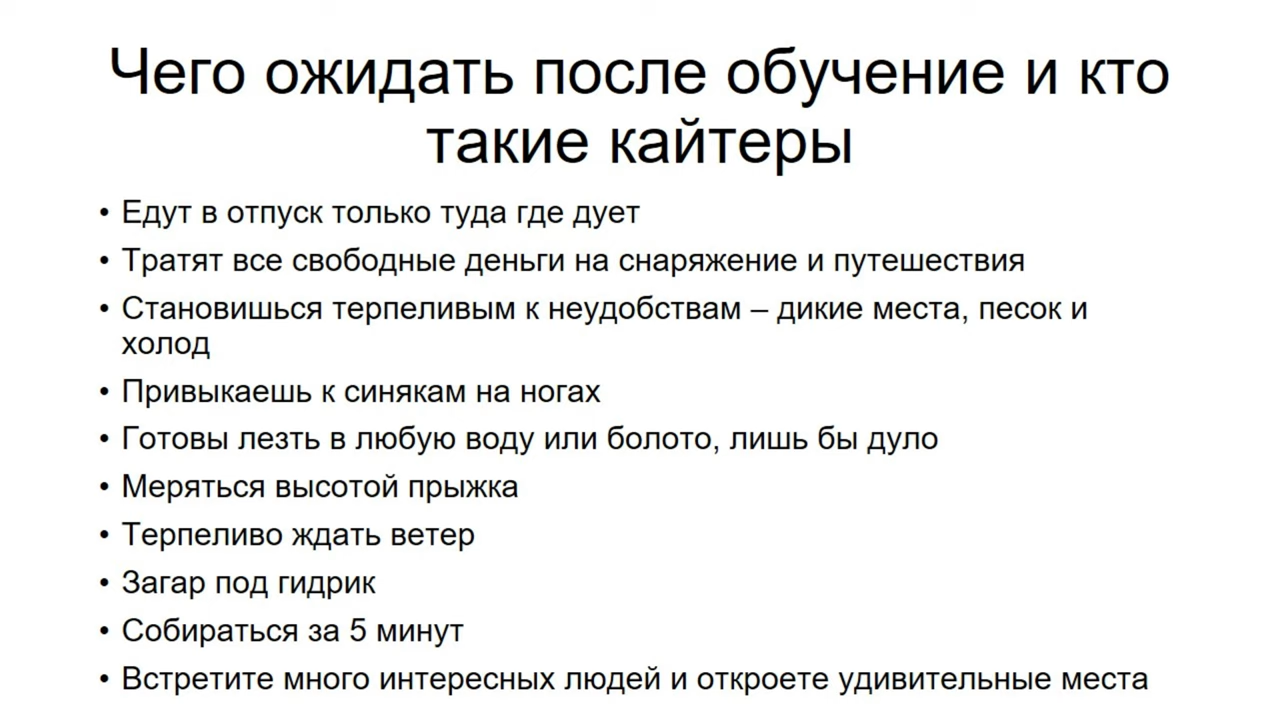 Чего ожидать после обучение и кто
такие кайтеры
• Едут в отпуск только туда где дует
• Тратят все свободные деньги на снаряжение и путешествия
• Становишься терпеливым к неудобствам – дикие места, песок и
холод
• Привыкаешь к синякам на ногах
• Готовы лезть в любую воду или болото, лишь бы дуло
• Меряться высотой прыжка
• Терпеливо ждать ветер
• Загар под гидрик
• Собираться за 5 минут
• Встретите много интересных людей и откроете удивительные места